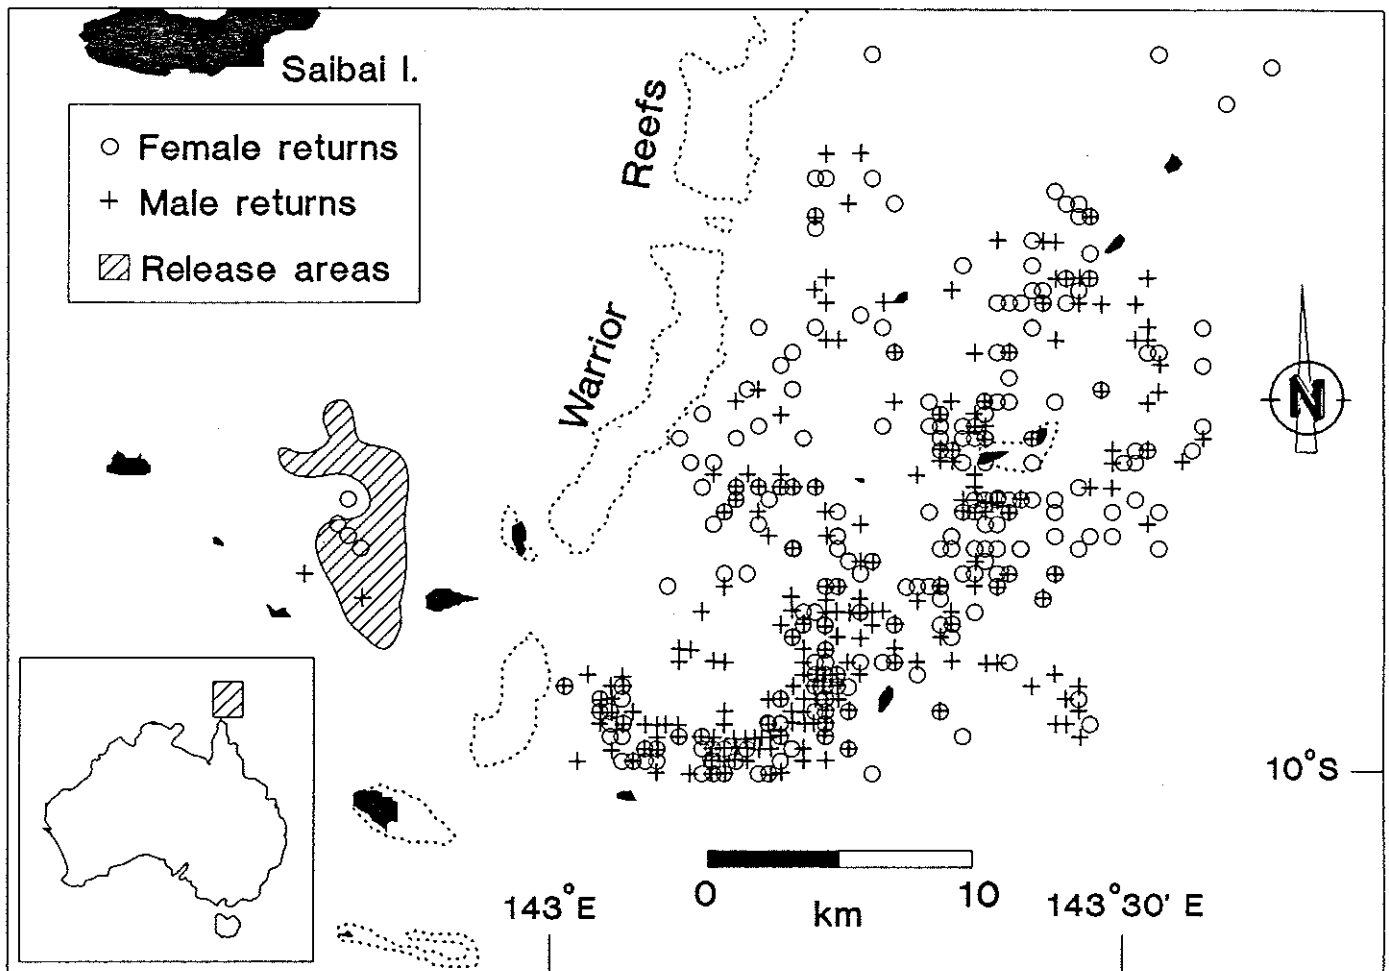 Saibai I.
Reefs
Female returns
Male returns
Release areas
Warrior
N
10°S
0 10
km
143°E
143°30' E